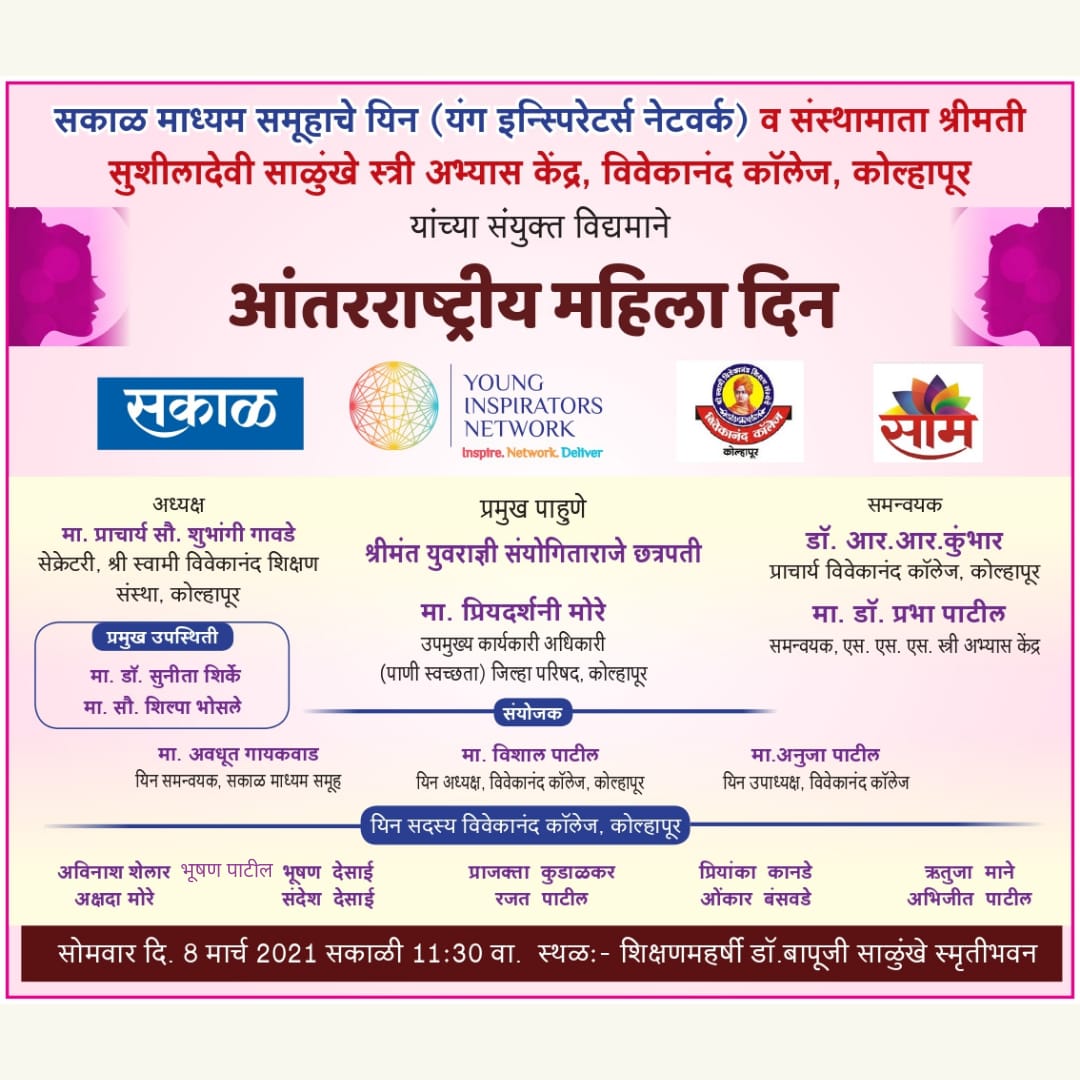 सकाळ माध्यम समूहाचे यिन (यंग इन्स्पिरेटर्स नेटवर्क) व संस्थामाता श्रीमती
सुशीलादेवी साळुंखे स्त्री अभ्यास केंद्र, विवेकानंद कॉलेज, कोल्हापूर
यांच्या संयुक्त विद्यमाने
आंतरराष्ट्रीय महिला दिन
सकाळ
YOUNG
INSPIRATORS
NETWORK
Inspire. Network. Deliver
विवेकानंद कॉलेज
कोल्हापूर
साम
अध्यक्ष
मा. प्राचार्य सौ. शुभांगी गावडे
सेक्रेटरी, श्री स्वामी विवेकानंद शिक्षण
संस्था, कोल्हापूर
प्रमुख उपस्थिती
मा. डॉ. सुनीता शिर्के
मा. सौ. शिल्पा भोसले
प्रमुख पाहुणे
श्रीमंत युवराज्ञी संयोगिताराजे छत्रपती
मा. प्रियदर्शनी मोरे
उपमुख्य कार्यकारी अधिकारी
(पाणी स्वच्छता) जिल्हा परिषद, कोल्हापूर
समन्वयक
डॉ. आर.आर.कुंभार
प्राचार्य विवेकानंद कॉलेज, कोल्हापूर
मा. डॉ. प्रभा पाटील
समन्वयक, एस. एस. एस. स्त्री अभ्यास केंद्र
संयोजक
मा. अवधूत गायकवाड
यिन समन्वयक, सकाळ माध्यम समूह
मा. विशाल पाटील
यिन अध्यक्ष, विवेकानंद कॉलेज, कोल्हापूर
मा.अनुजा पाटील
यिन उपाध्यक्ष, विवेकानंद कॉलेज
यिन सदस्य विवेकानंद कॉलेज, कोल्हापूर
अविनाश शेलार भूषण पाटील भूषण देसाई प्राजक्ता कुडाळकर प्रियांका कानडे ऋतुजा माने
अक्षदा मोरे संदेश देसाई रजत पाटील ओंकार बंसवडे अभिजीत पाटील
सोमवार दि. 8 मार्च 2021 सकाळी 11:30 वा. स्थळः- शिक्षणमहर्षी डॉ.बापूजी साळुंखे स्मृतीभवन